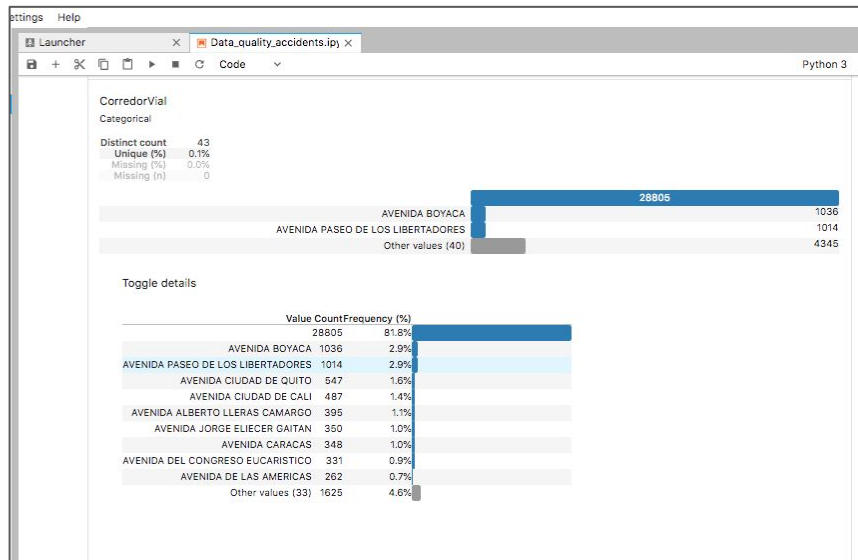 ettings Help
Launcher × Data_quality_accidents.ipy ×
Code Python 3
CorredorVial
Categorical
Distinct count 43
Unique (%) 0.1%
Missing (%) 0.0%
Missing (n) 0
28805
AVENIDA BOYACA 1036
AVENIDA PASEO DE LOS LIBERTADORES 1014
Other values (40) 4345
Toggle details
Value Count Frequency (%)
28805 81.8%
AVENIDA BOYACA 1036 2.9%
AVENIDA PASEO DE LOS LIBERTADORES 1014 2.9%
AVENIDA CIUDAD DE QUITO 547 1.6%
AVENIDA CIUDAD DE CALI 487 1.4%
AVENIDA ALBERTO LLERAS CAMARGO 395 1.1%
AVENIDA JORGE ELIECER GAITAN 350 1.0%
AVENIDA CARACAS 348 1.0%
AVENIDA DEL CONGRESO EUCARISTICO 331 0.9%
AVENIDA DE LAS AMERICAS 262 0.7%
Other values (33) 1625 4.6%